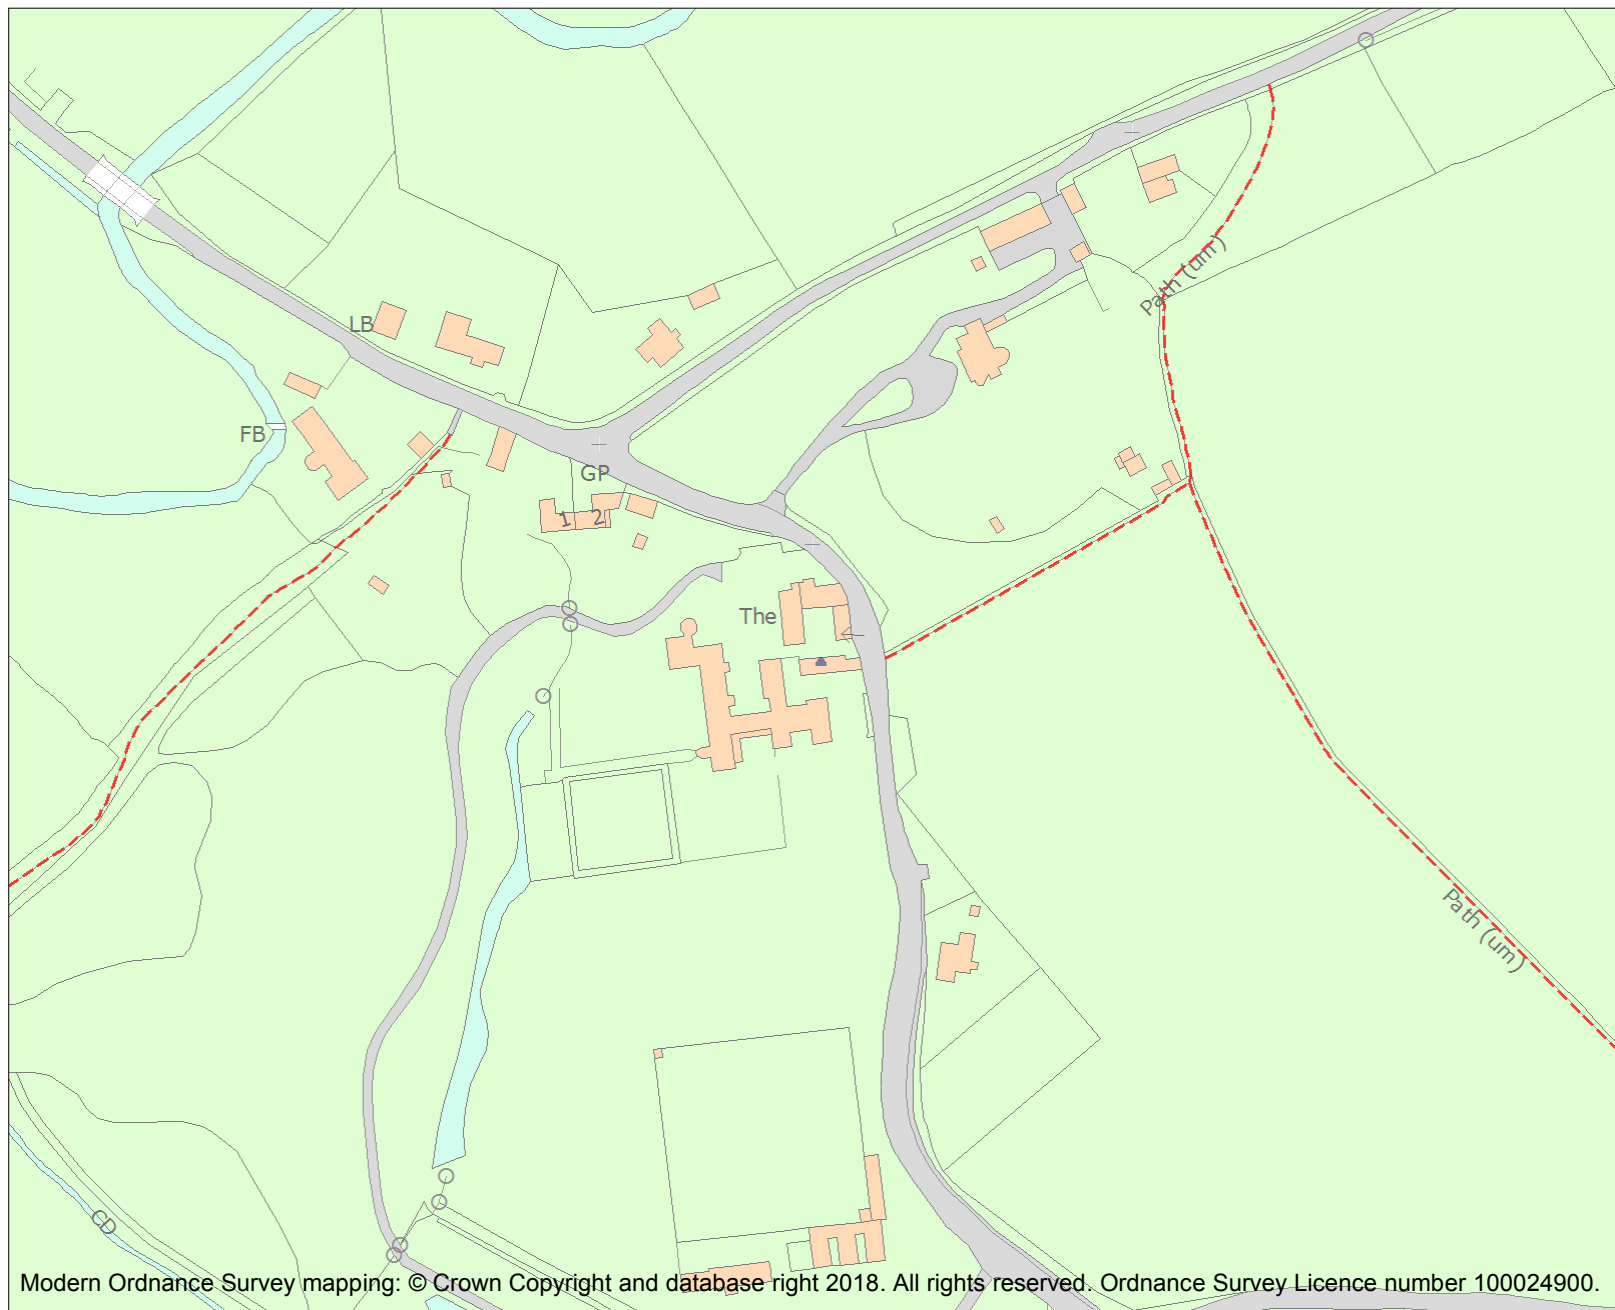 Path (um)
LB
FB
GP
1 2
The
Path (um)
CD
Modern Ordnance Survey mapping: © Crown Copyright and database right 2018. All rights reserved. Ordnance Survey Licence number 100024900.